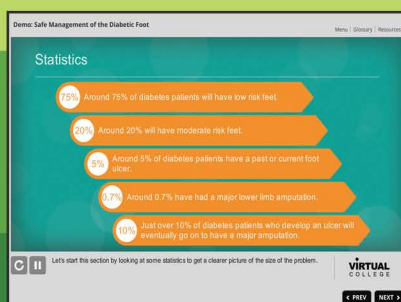 Demo: Safe Management of the Diabetic Foot
Menu | Glossary | Resources
Statistics
75% Around 75% of diabetes patients will have low risk feet.
20% Around 20% will have moderate risk feet.
5% Around 5% of diabetes patients have a past or current foot
ulcer.
0.7% Around 0.7% have had a major lower limb amputation.
10% Just over 10% of diabetes patients who develop an ulcer will
eventually go on to have a major amputation.
Let's start this section by looking at some statistics to get a clearer picture of the size of the problem.
VIRTUAL
COLLEGE
< PREV NEXT >